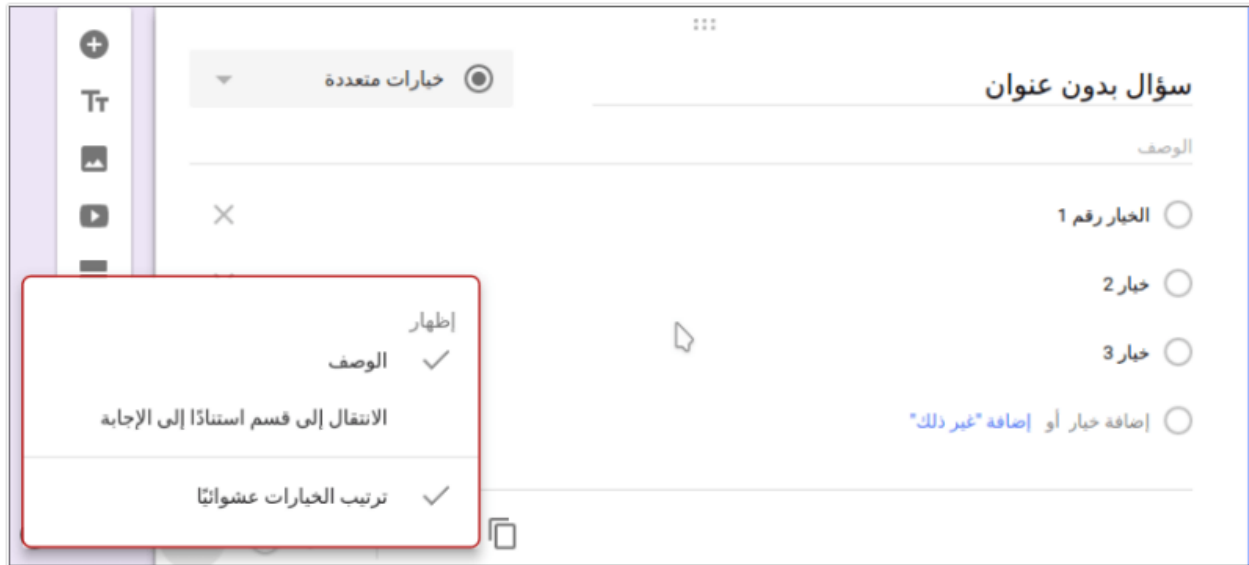 سؤال بدون عنوان
خيارات متعددة
Tт
الوصف
الخيار رقم 1
خيار 2
خيار 3
إضافة خيار أو إضافة "غير ذلك"
إظهار
الوصف
الانتقال إلى قسم استنادًا إلى الإجابة
ترتيب الخيارات عشوائيًا